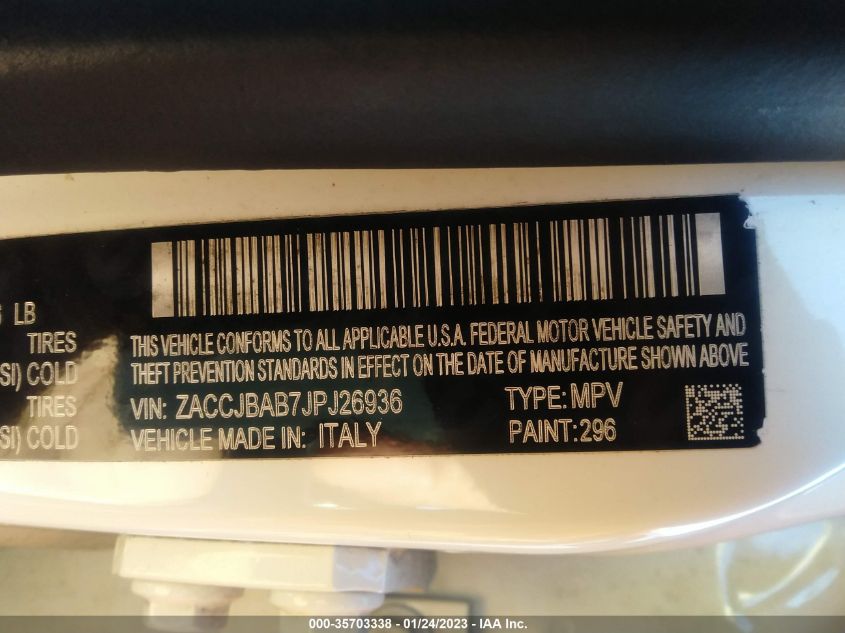 LB
TIRES
SI) COLD
TIRES
SI) COLD
THIS VEHICLE CONFORMS TO ALL APPLICABLE U.S.A. FEDERAL MOTOR VEHICLE SAFETY AND
THEFT PREVENTION STANDARDS IN EFFECT ON THE DATE OF MANUFACTURE SHOWN ABOVE
VIN: ZACCJBAB7JPJ26936 TYPE: MPV
VEHICLE MADE IN: ITALY PAINT: 296
000-35703338 - 01/24/2023 - IAA Inc.